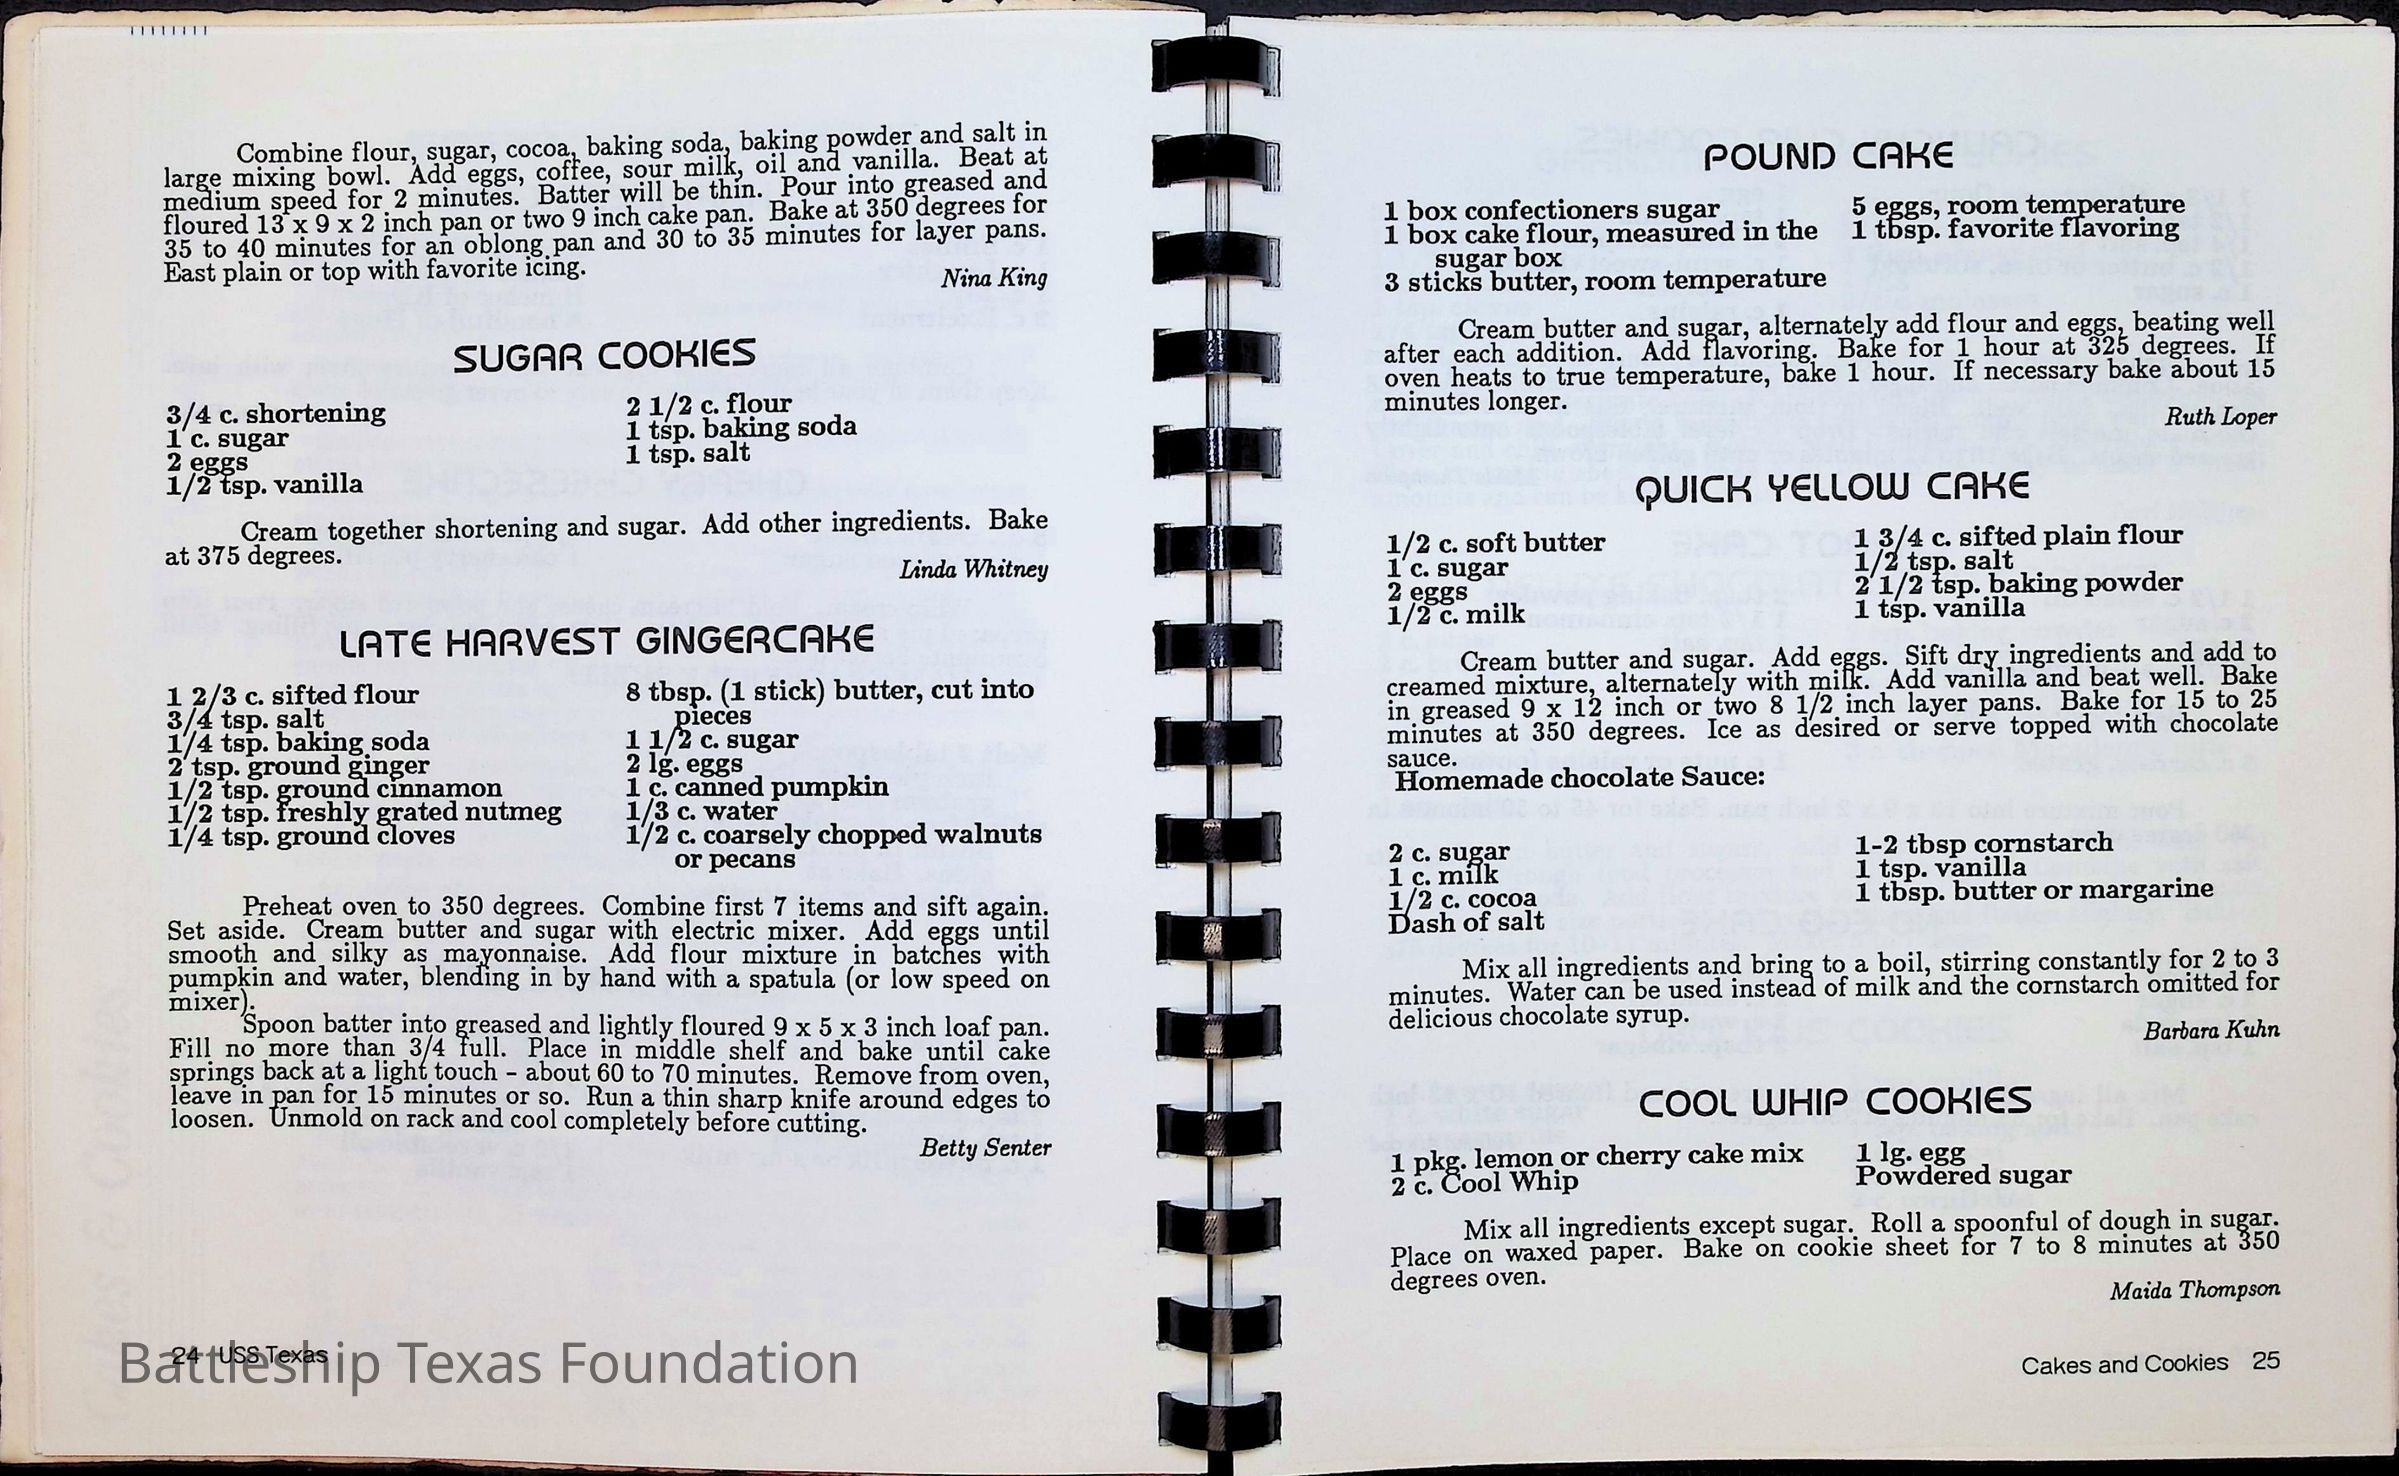 Combine flour, sugar, cocoa, baking soda, baking powder and salt in
large mixing bowl. Add eggs, coffee, sour milk, oil and vanilla. Beat at
medium speed for 2 minutes. Batter will be thin. Pour into greased and
floured 13 x 9 x 2 inch pan or two 9 inch cake pan. Bake at 350 degrees for
35 to 40 minutes for an oblong pan and 30 to 35 minutes for layer pans.
East plain or top with favorite icing.
Nina King
SUGAR COOKIES
3/4 c. shortening
1 c. sugar
2 eggs
1/2 tsp. vanilla
2 1/2 c. flour
1 tsp. baking soda
1 tsp. salt
Cream together shortening and sugar. Add other ingredients. Bake
at 375 degrees.
Linda Whitney
LATE HARVEST GINGERCAKE
1 2/3 c. sifted flour
3/4 tsp. salt
1/4 tsp. baking soda
2 tsp. ground ginger
1/2 tsp. ground cinnamon
1/2 tsp. freshly grated nutmeg
1/4 tsp. ground cloves
8 tbsp. (1 stick) butter, cut into
pieces
1 1/2 c. sugar
2 lg. eggs
1 c. canned pumpkin
1/3 c. water
1/2 c. coarsely chopped walnuts
or pecans
Preheat oven to 350 degrees. Combine first 7 items and sift again.
Set aside. Cream butter and sugar with electric mixer. Add eggs until
smooth and silky as mayonnaise. Add flour mixture in batches with
pumpkin and water, blending in by hand with a spatula (or low speed on
mixer).
Spoon batter into greased and lightly floured 9 x 5 x 3 inch loaf pan.
Fill no more than 3/4 full. Place in middle shelf and bake until cake
springs back at a light touch - about 60 to 70 minutes. Remove from oven,
leave in pan for 15 minutes or so. Run a thin sharp knife around edges to
loosen. Unmold on rack and cool completely before cutting.
Betty Senter
24 USS Texas
Battleship Texas Foundation
POUND CAKE
1 box confectioners sugar
1 box cake flour, measured in the
sugar box
3 sticks butter, room temperature
5 eggs, room temperature
1 tbsp. favorite flavoring
Cream butter and sugar, alternately add flour and eggs, beating well
after each addition. Add flavoring. Bake for 1 hour at 325 degrees. If
oven heats to true temperature, bake 1 hour. If necessary bake about 15
minutes longer.
Ruth Loper
QUICK YELLOW CAKE
1/2 c. soft butter
1 c. sugar
2 eggs
1/2 c. milk
1 3/4 c. sifted plain flour
1/2 tsp. salt
2 1/2 tsp. baking powder
1 tsp. vanilla
Cream butter and sugar. Add eggs. Sift dry ingredients and add to
creamed mixture, alternately with milk. Add vanilla and beat well. Bake
in greased 9 x 12 inch or two 8 1/2 inch layer pans. Bake for 15 to 25
minutes at 350 degrees. Ice as desired or serve topped with chocolate
sauce.
Homemade chocolate Sauce:
2 c. sugar
1 c. milk
1/2 c. cocoa
Dash of salt
1-2 tbsp cornstarch
1 tsp. vanilla
1 tbsp. butter or margarine
Mix all ingredients and bring to a boil, stirring constantly for 2 to 3
minutes. Water can be used instead of milk and the cornstarch omitted for
delicious chocolate syrup.
Barbara Kuhn
COOL WHIP COOKIES
1 pkg. lemon or cherry cake mix
2 c. Cool Whip
1 lg. egg
Powdered sugar
Mix all ingredients except sugar. Roll a spoonful of dough in sugar.
Place on waxed paper. Bake on cookie sheet for 7 to 8 minutes at 350
degrees oven.
Maida Thompson
Cakes and Cookies 25